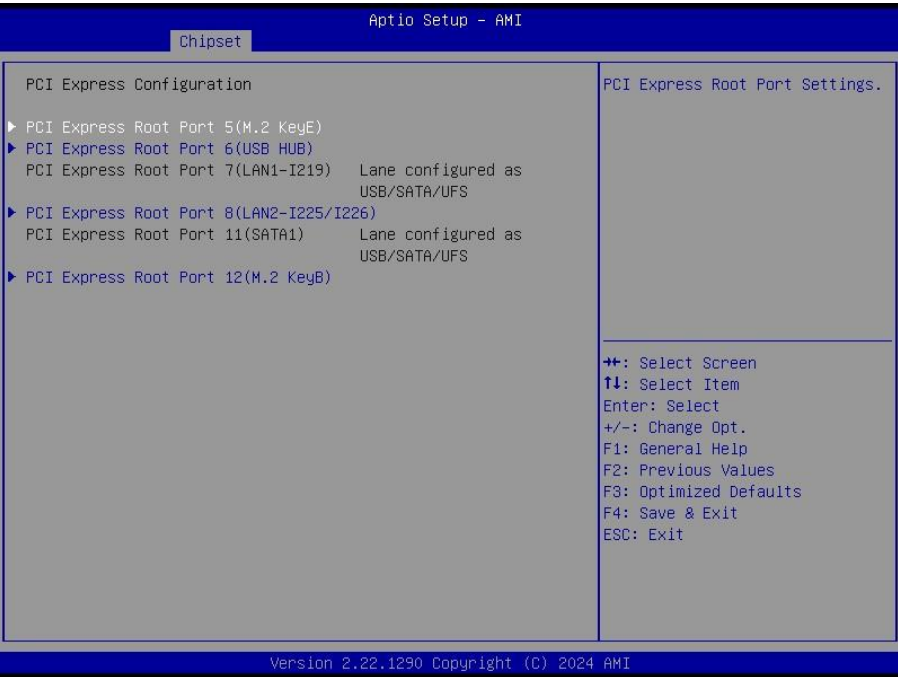 Aptio Setup – AMI
Chipset
PCI Express Configuration
PCI Express Root Port Settings.
PCI Express Root Port 5(M.2 KeyE)
PCI Express Root Port 6(USB HUB)
PCI Express Root Port 7(LAN1-I219) Lane configured as
USB/SATA/UFS
PCI Express Root Port 8(LAN2-I225/I226)
PCI Express Root Port 11(SATA1) Lane configured as
USB/SATA/UFS
PCI Express Root Port 12(M.2 KeyB)
→←: Select Screen
↑↓: Select Item
Enter: Select
+/-: Change Opt.
F1: General Help
F2: Previous Values
F3: Optimized Defaults
F4: Save & Exit
ESC: Exit
Version 2.22.1290 Copyright (C) 2024 AMI